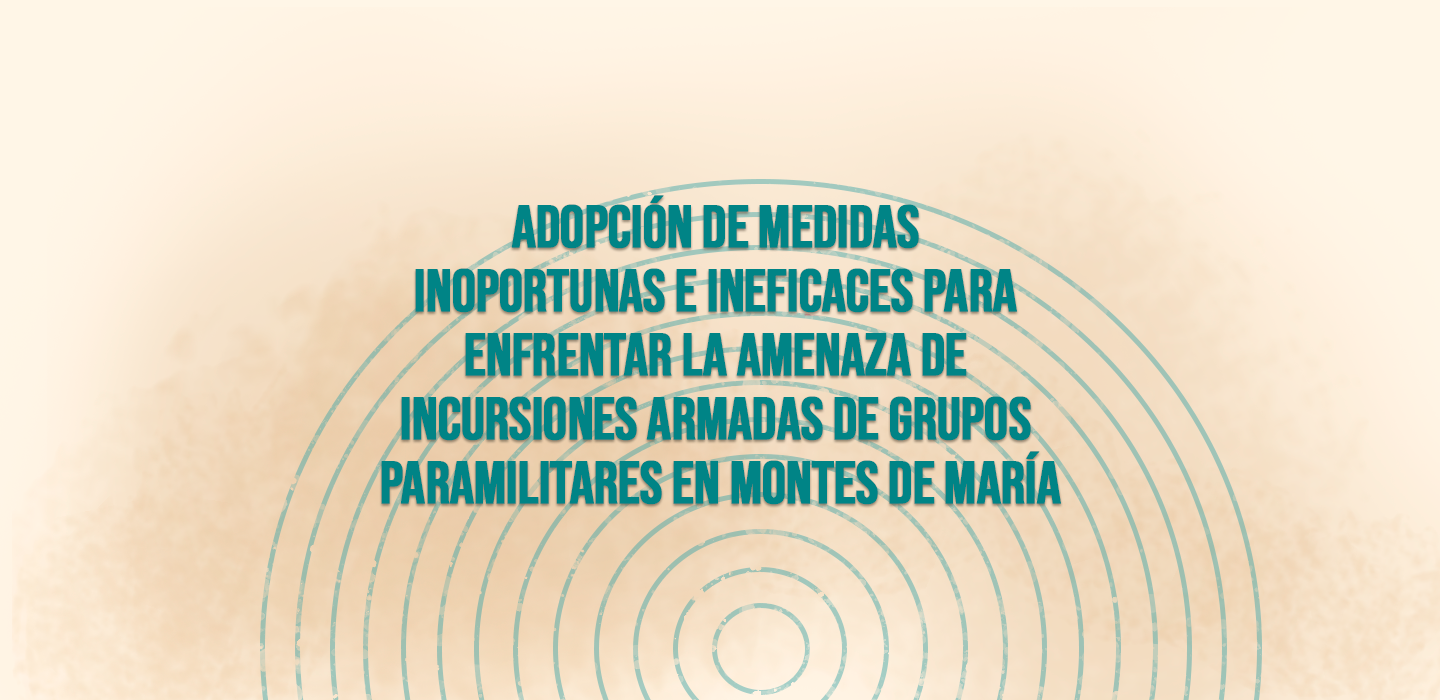 ADOPCIÓN DE MEDIDAS
INOPORTUNAS E INEFICACES PARA
ENFRENTAR LA AMENAZA DE
INCURSIONES ARMADAS DE GRUPOS
PARAMILITARES EN MONTES DE MARÍA